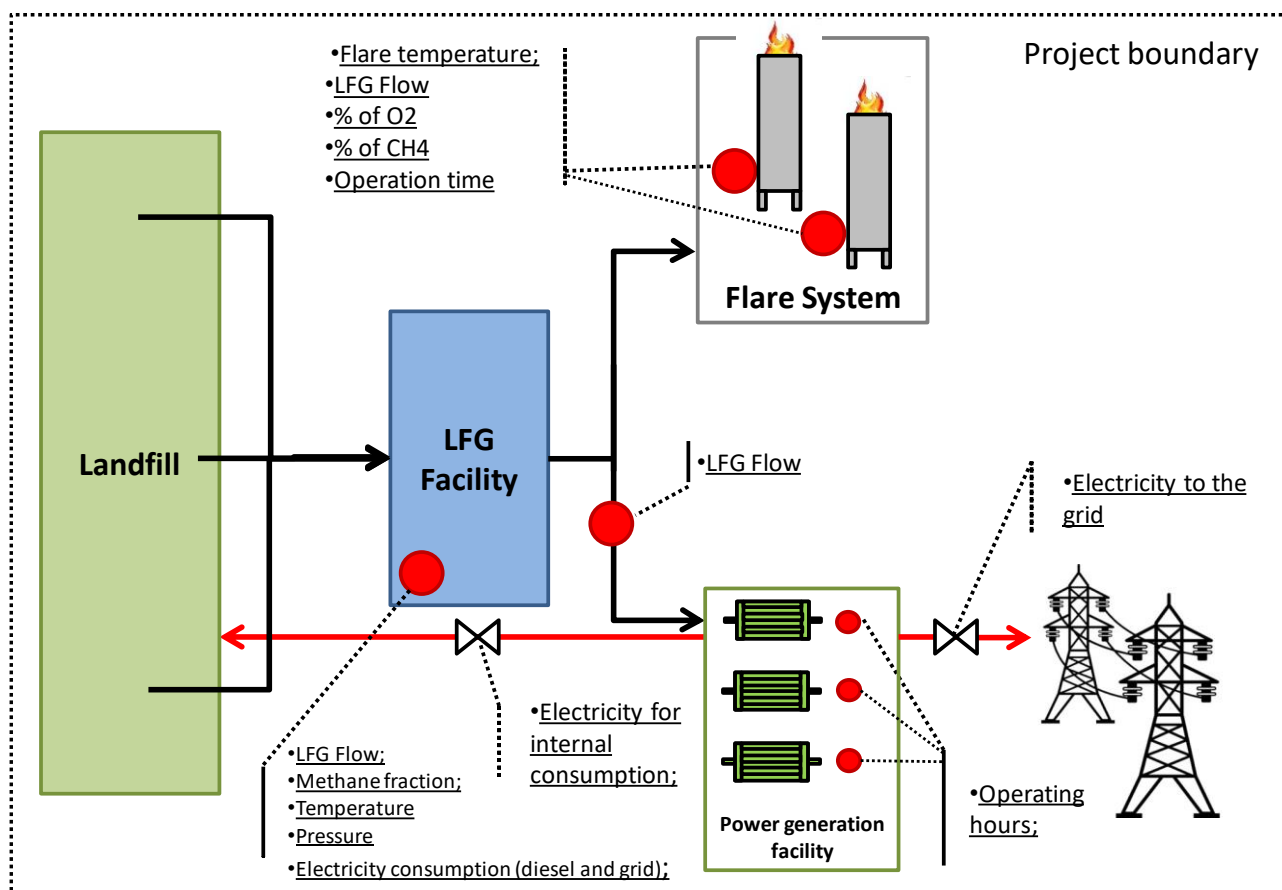 Project boundary
•Flare temperature;
•LFG Flow
•% of O2
•% of CH4
•Operation time
Flare System
Landfill
LFG
Facility
•LFG Flow
•Electricity to the
grid
•Electricity for
internal
consumption;
•LFG Flow;
•Methane fraction;
•Temperature
•Pressure
•Electricity consumption (diesel and grid);
Power generation
facility
•Operating
hours;